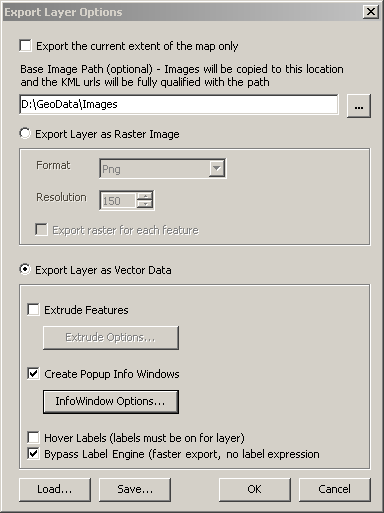 Export Layer Options
Export the current extent of the map only
Base Image Path (optional) - Images will be copied to this location
and the KML urls will be fully qualified with the path
D:\GeoData\Images
...
Export Layer as Raster Image
Format
Png
Resolution
150
Export raster for each feature
Export Layer as Vector Data
Extrude Features
Extrude Options...
Create Popup Info Windows
InfoWindow Options...
Hover Labels (labels must be on for layer)
Bypass Label Engine (faster export, no label expression
Load...
Save...
OK
Cancel